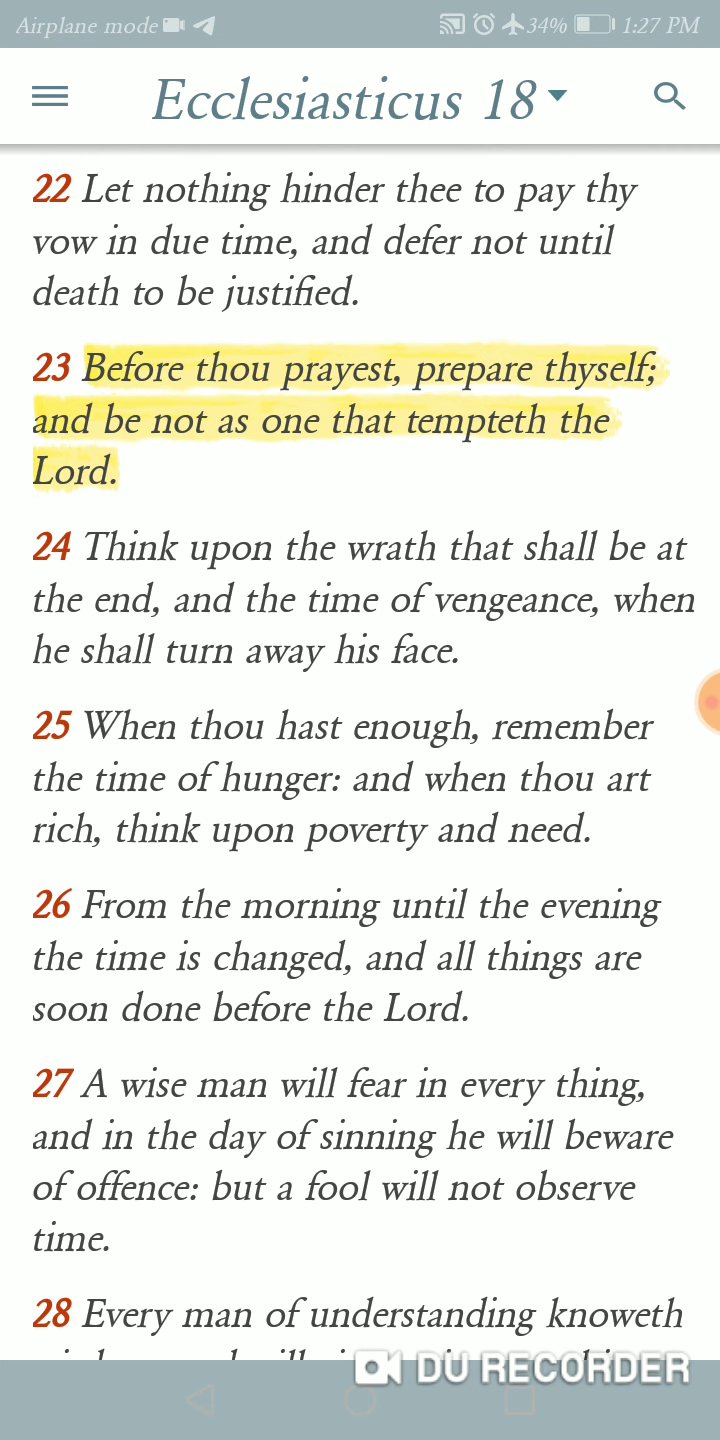 Airplane mode 34% 1:27 PM
Ecclesiasticus 18
22 Let nothing hinder thee to pay thy
vow in due time, and defer not until
death to be justified.
23 Before thou prayest, prepare thyself;
and be not as one that tempteth the
Lord.
24 Think upon the wrath that shall be at
the end, and the time of vengeance, when
he shall turn away his face.
25 When thou hast enough, remember
the time of hunger: and when thou art
rich, think upon poverty and need.
26 From the morning until the evening
the time is changed, and all things are
soon done before the Lord.
27 A wise man will fear in every thing,
and in the day of sinning he will beware
of offence: but a fool will not observe
time.
28 Every man of understanding knoweth
DU RECORDER